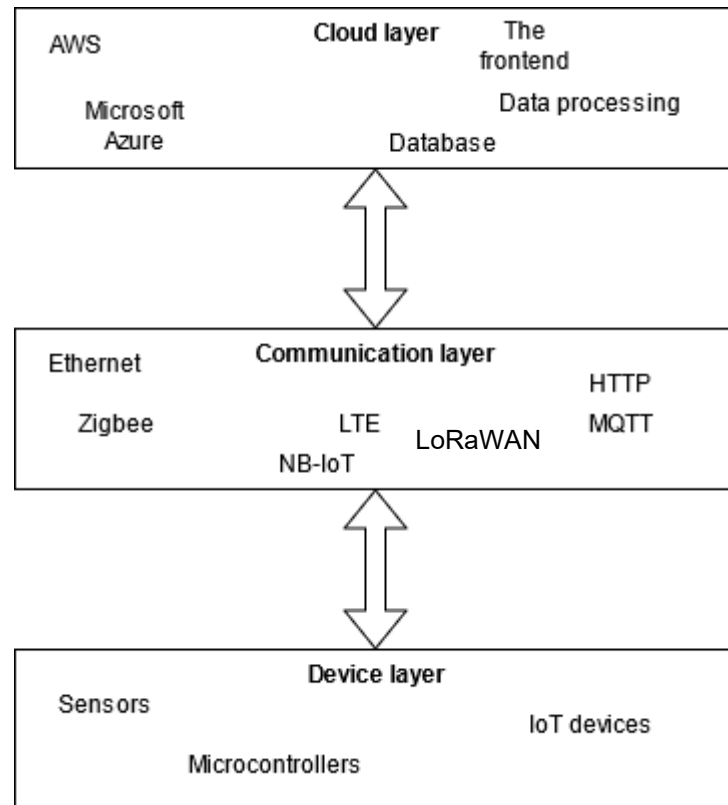 Cloud layer
AWS
The
frontend
Microsoft
Azure
Data processing
Database
Communication layer
Ethernet
HTTP
Zigbee
LTE
LoRaWAN
MQTT
NB-IoT
Device layer
Sensors
IoT devices
Microcontrollers